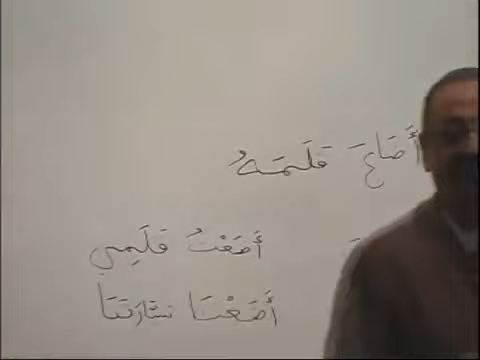 أَضَاعَ قَلَمَهُ
أَضَعْتُ قَلَمِي
أَضَعْنَا سَيَّارَتَنَا